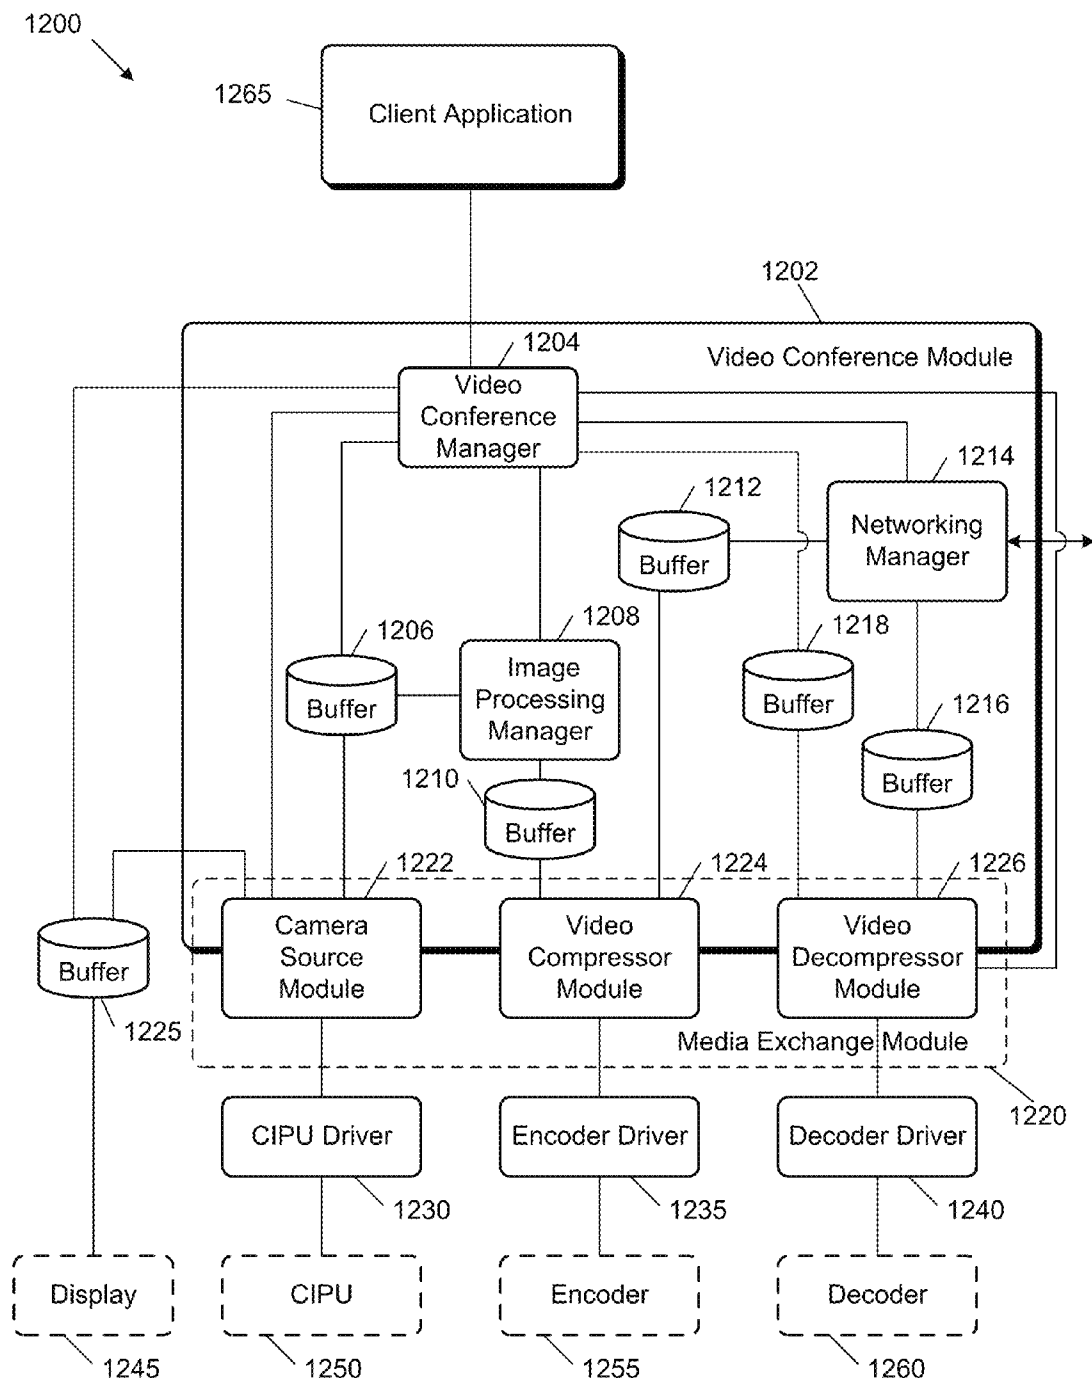 1200
1265
Client Application
1202
1204
Video Conference Module
Video
Conference
Manager
1214
1212
Networking
Manager
Buffer
1206
1208
1218
Image
Processing
Manager
Buffer
Buffer
1216
1210
Buffer
Buffer
1222
1224
1226
Camera
Source
Module
Video
Compressor
Module
Video
Decompressor
Module
Buffer
1225
Media Exchange Module
1220
CIPU Driver
Encoder Driver
Decoder Driver
1230
1235
1240
Display
CIPU
Encoder
Decoder
1245
1250
1255
1260